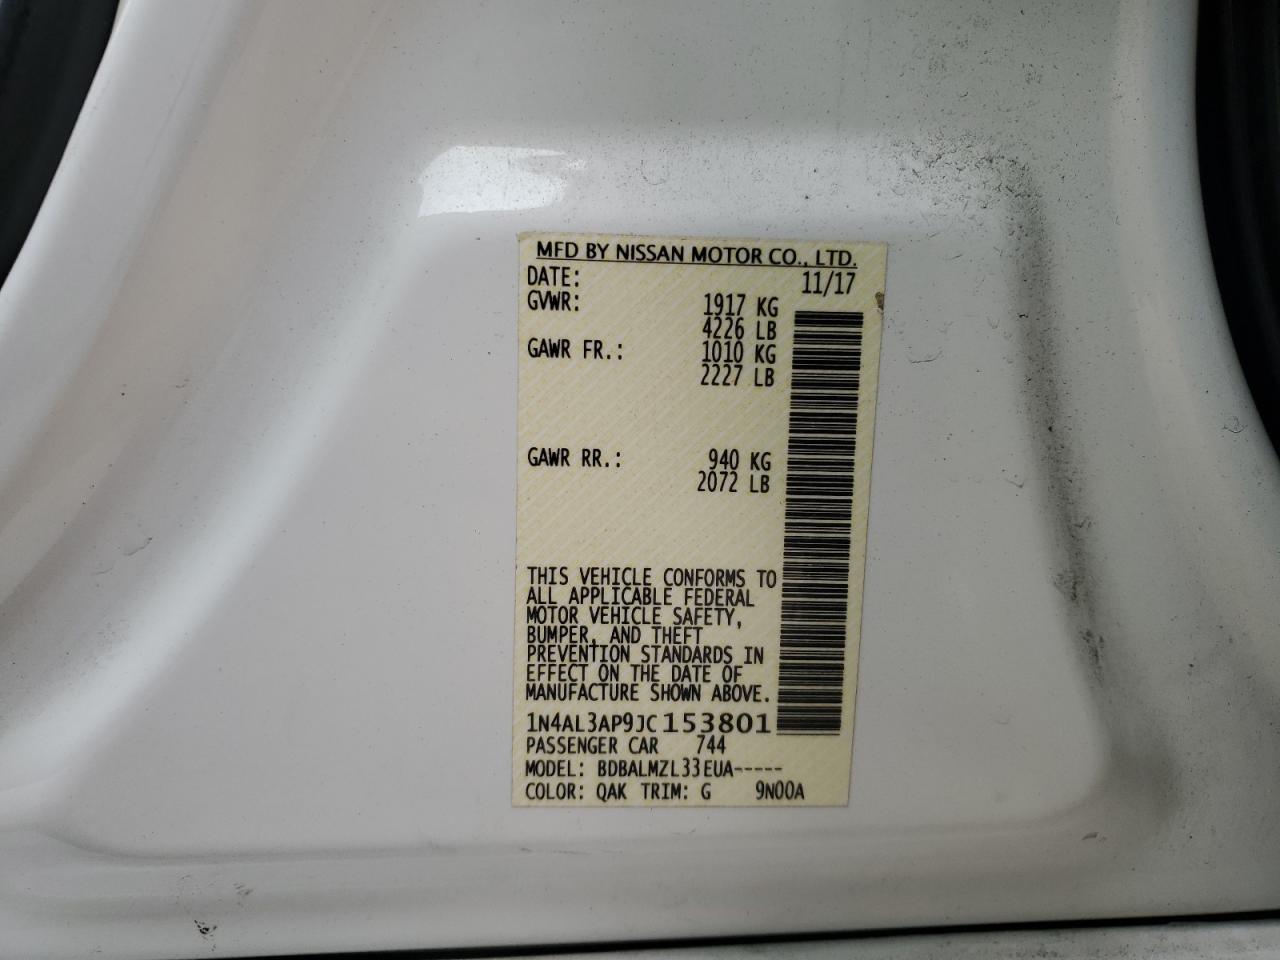 MFD BY NISSAN MOTOR CO., LTD.
DATE: 11/17
GVWR: 1917 KG
4226 LB
GAWR FR.: 1010 KG
2227 LB
GAWR RR.: 940 KG
2072 LB
THIS VEHICLE CONFORMS TO
ALL APPLICABLE FEDERAL
MOTOR VEHICLE SAFETY,
BUMPER, AND THEFT
PREVENTION STANDARDS IN
EFFECT ON THE DATE OF
MANUFACTURE SHOWN ABOVE.
1N4AL3AP9JC153801
PASSENGER CAR 744
MODEL: BDBALMZL33EUA-----
COLOR: QAK TRIM: G 9N00A